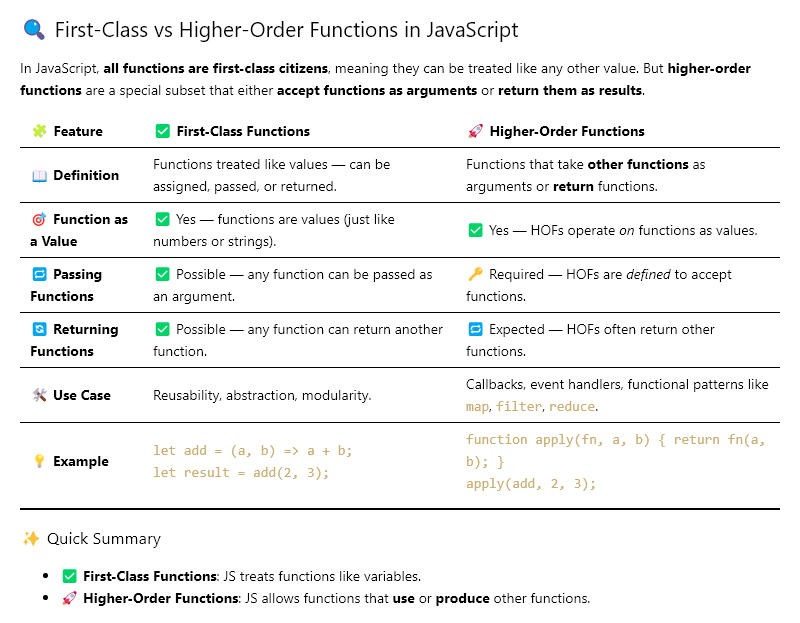 🔍 First-Class vs Higher-Order Functions in JavaScript
In JavaScript, all functions are first-class citizens, meaning they can be treated like any other value. But higher-order
functions are a special subset that either accept functions as arguments or return them as results.
🧩 Feature
✅ First-Class Functions
🚀 Higher-Order Functions
📖 Definition
Functions treated like values — can be
assigned, passed, or returned.
Functions that take other functions as
arguments or return functions.
🎯 Function as
a Value
✅ Yes — functions are values (just like
numbers or strings).
✅ Yes — HOFs operate on functions as values.
🔁 Passing
Functions
✅ Possible — any function can be passed as
an argument.
🔑 Required — HOFs are defined to accept
functions.
🔄 Returning
Functions
✅ Possible — any function can return another
function.
🔁 Expected — HOFs often return other
functions.
🛠️ Use Case
Reusability, abstraction, modularity.
Callbacks, event handlers, functional patterns like
map, filter, reduce.
💡 Example
let add = (a, b) => a + b;
let result = add(2, 3);
function apply(fn, a, b) { return fn(a,
b); }
apply(add, 2, 3);
✨ Quick Summary
• ✅ First-Class Functions: JS treats functions like variables.
• 🚀 Higher-Order Functions: JS allows functions that use or produce other functions.